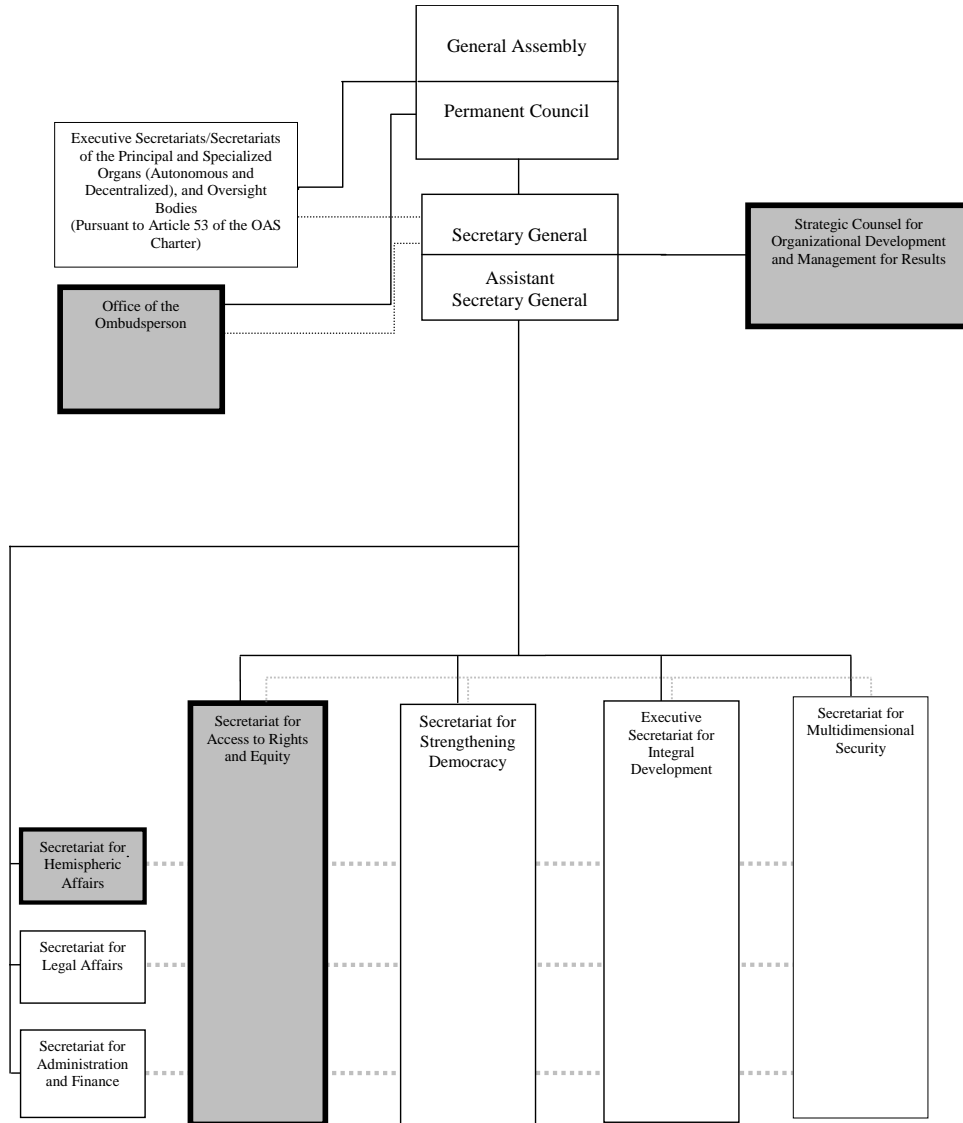 General Assembly
Permanent Council
Executive Secretariats/Secretariats
of the Principal and Specialized
Organs (Autonomous and
Decentralized), and Oversight
Bodies
(Pursuant to Article 53 of the OAS
Charter)
Secretary General
Assistant
Secretary General
Strategic Counsel for
Organizational Development
and Management for Results
Office of the
Ombudsperson
Secretariat for
Access to Rights
and Equity
Secretariat for
Strengthening
Democracy
Executive
Secretariat for
Integral
Development
Secretariat for
Multidimensional
Security
Secretariat for
Hemispheric
Affairs
Secretariat for
Legal Affairs
Secretariat for
Administration
and Finance